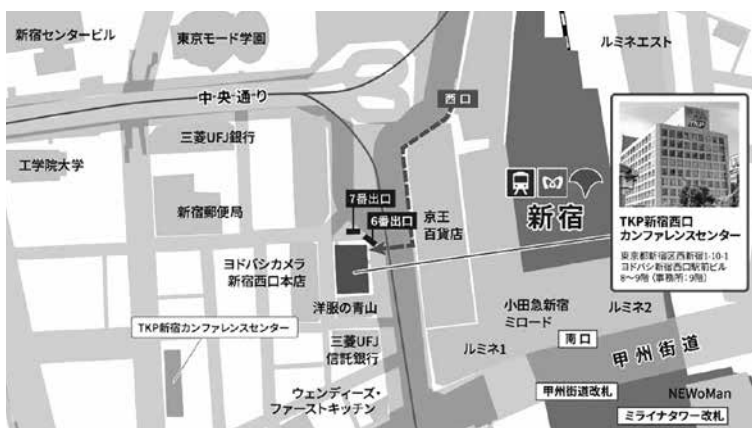 新宿センタービル
東京モード学園
ルミネエスト
中央通り
西口
三菱UFJ銀行
工学院大学
新宿郵便局
7番出口
6番出口
京王
百貨店
新宿
TKP新宿西口
カンファレンスセンター
東京都新宿区西新宿1-10-1
ヨドバシ新宿西口駅前ビル
8〜9階（事務所：9階）
ヨドバシカメラ
新宿西口本店
洋服の青山
TKP新宿カンファレンスセンター
三菱UFJ
信託銀行
小田急新宿
ミロード
ルミネ2
ルミネ1
南口
甲州街道
ウェンディーズ・
ファーストキッチン
甲州街道改札
NEWoMan
ミライナタワー改札